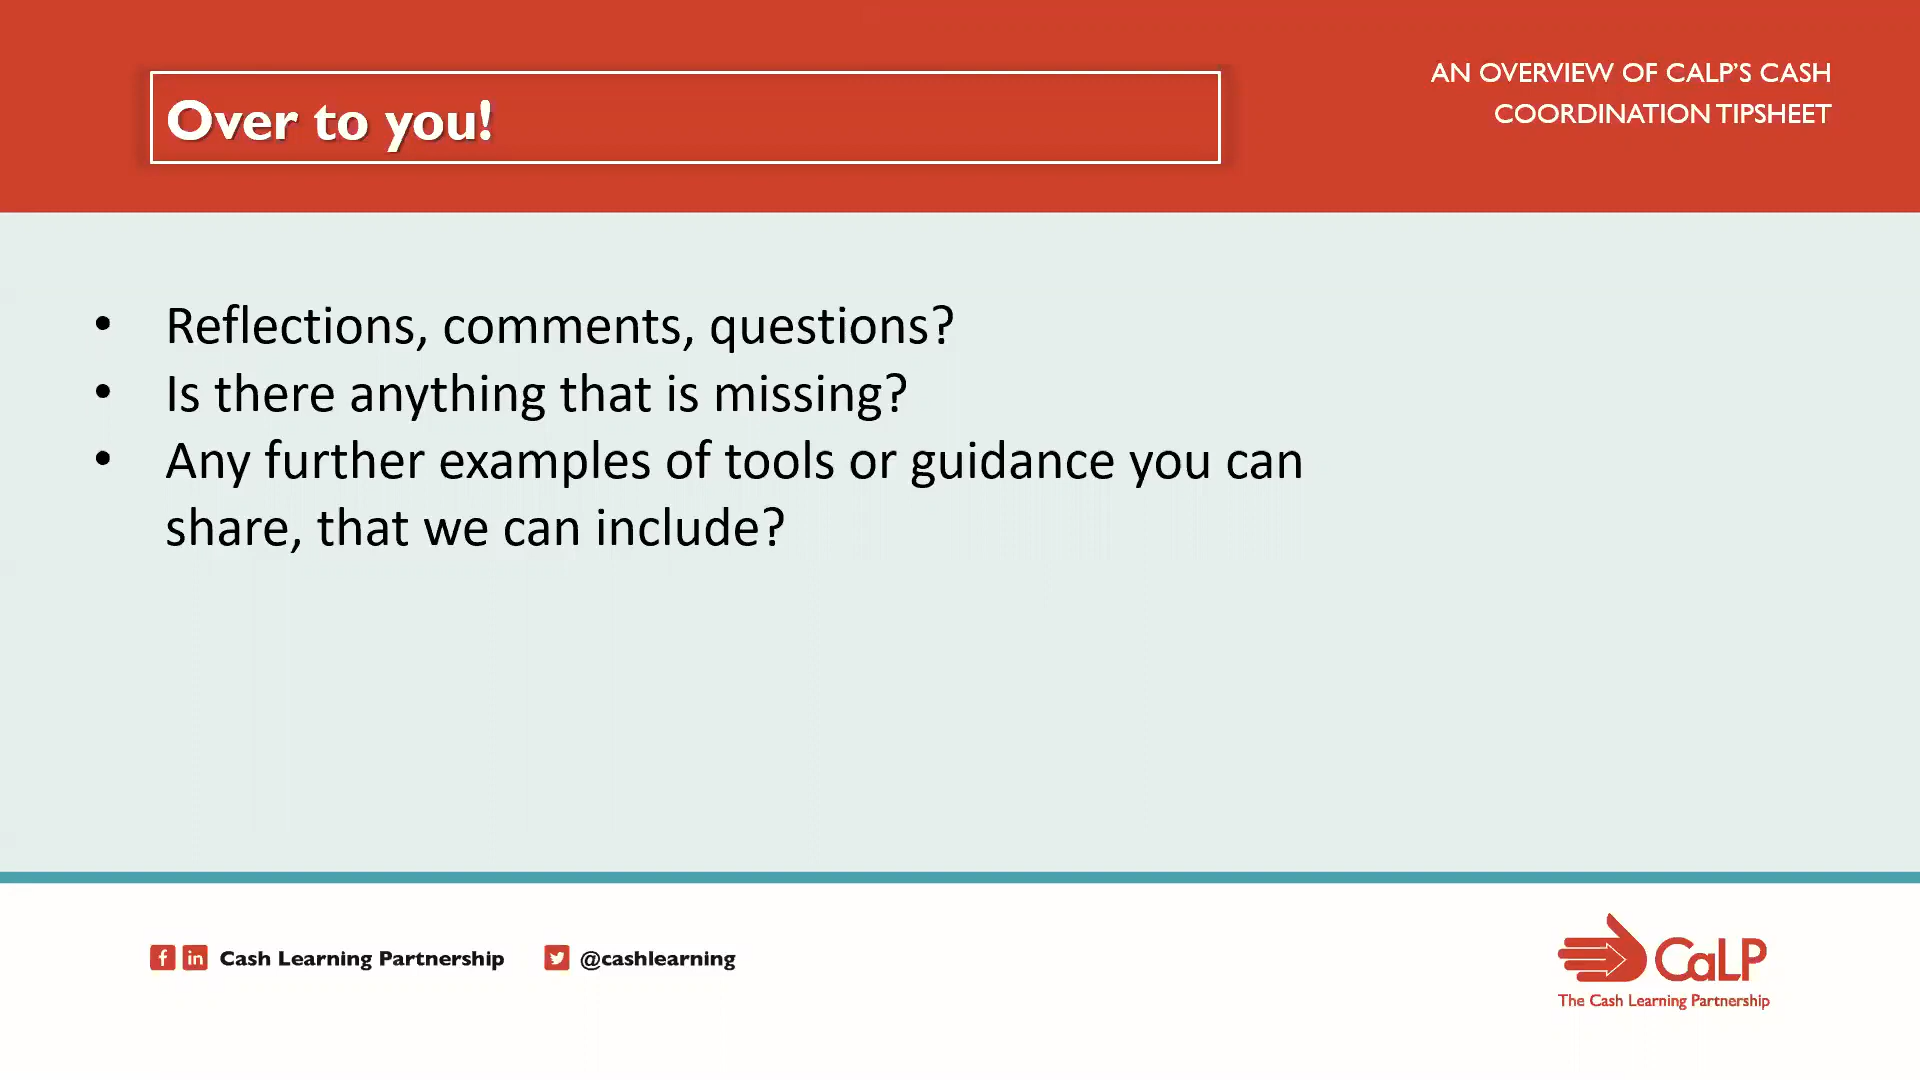 AN OVERVIEW OF CALP'S CASH
COORDINATION TIPSHEET
Over to you!
• Reflections, comments, questions?
• Is there anything that is missing?
• Any further examples of tools or guidance you can
share, that we can include?
f in Cash Learning Partnership @cashlearning
CaLP
The Cash Learning Partnership